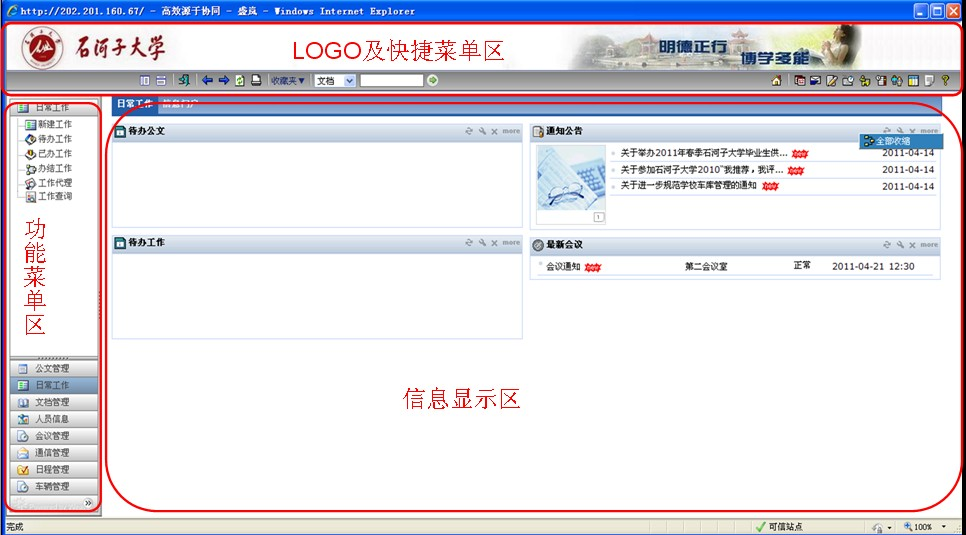 http://202.201.160.67/ - 高效源于协同 - 盛岚 - Windows Internet Explorer
石河子大学
LOGO及快捷菜单区
明德正行
博学多能
收藏夹▼
文档
日常工作
新建工作
待办工作
已办工作
办结工作
工作代理
工作查询
功能菜单区
公文管理
日常工作
文档管理
人员信息
会议管理
通信管理
日程管理
车辆管理
日常工作 信息门户
待办公文 more
待办工作 more
通知公告 more
全部收缩
关于举办2011年春季石河子大学毕业生供... 2011-04-14
关于参加石河子大学2010"我推荐，我评... 2011-04-14
关于进一步规范学校车库管理的通知 2011-04-14
1
最新会议 more
会议通知 第二会议室 正常 2011-04-21 12:30
信息显示区
完成
可信站点
100%